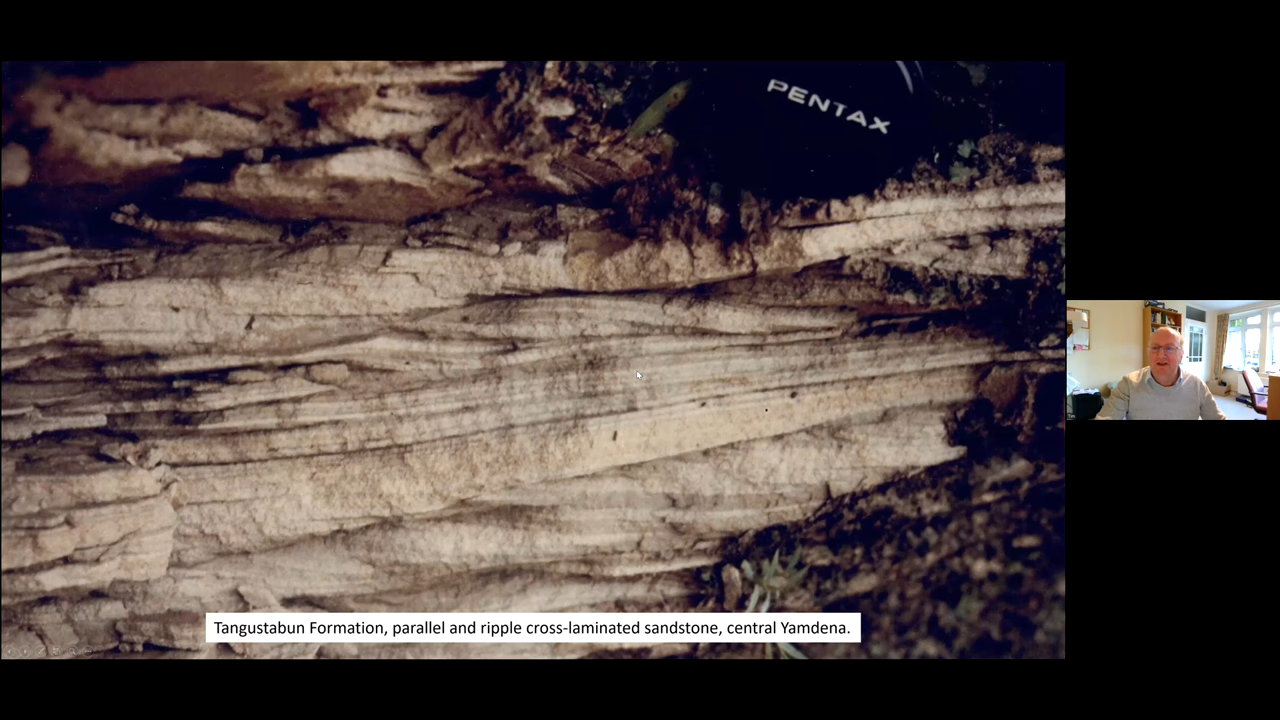 PENTAX
Tangustabun Formation, parallel and ripple cross-laminated sandstone, central Yamdena.